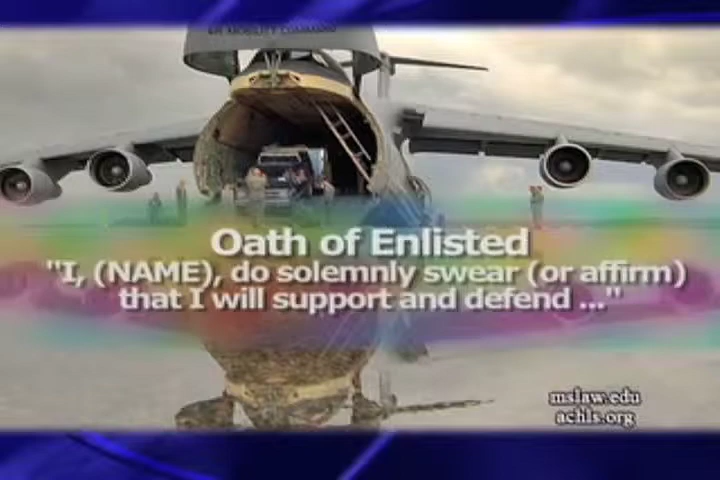 Oath of Enlisted
"I, (NAME), do solemnly swear (or affirm)
that I will support and defend ..."
mslaw.edu
achls.org